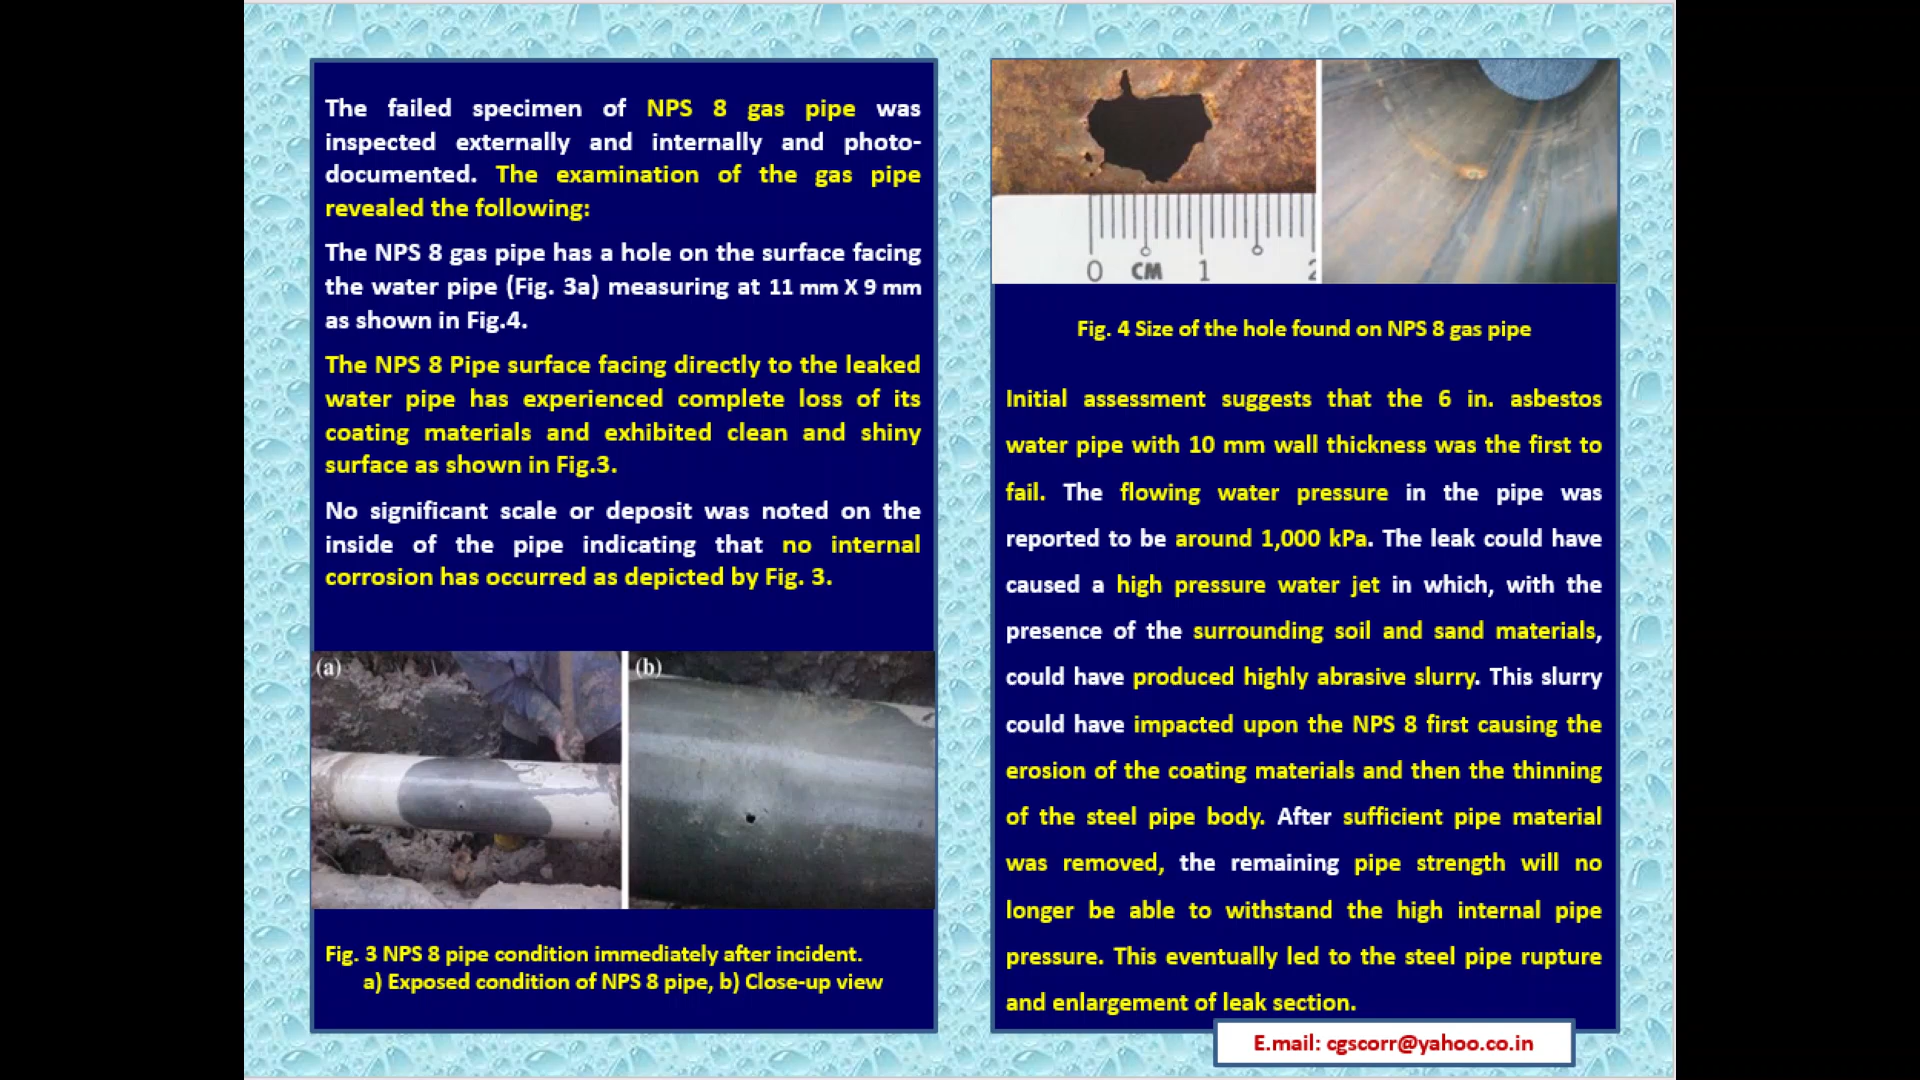 The failed specimen of NPS 8 gas pipe was
inspected externally and internally and photo-
documented. The examination of the gas pipe
revealed the following:
The NPS 8 gas pipe has a hole on the surface facing
the water pipe (Fig. 3a) measuring at 11 mm X 9 mm
as shown in Fig.4.
The NPS 8 Pipe surface facing directly to the leaked
water pipe has experienced complete loss of its
coating materials and exhibited clean and shiny
surface as shown in Fig.3.
No significant scale or deposit was noted on the
inside of the pipe indicating that no internal
corrosion has occurred as depicted by Fig. 3.
(a)
(b)
Fig. 3 NPS 8 pipe condition immediately after incident.
a) Exposed condition of NPS 8 pipe, b) Close-up view
0 CM 1 2
Fig. 4 Size of the hole found on NPS 8 gas pipe
Initial assessment suggests that the 6 in. asbestos
water pipe with 10 mm wall thickness was the first to
fail. The flowing water pressure in the pipe was
reported to be around 1,000 kPa. The leak could have
caused a high pressure water jet in which, with the
presence of the surrounding soil and sand materials,
could have produced highly abrasive slurry. This slurry
could have impacted upon the NPS 8 first causing the
erosion of the coating materials and then the thinning
of the steel pipe body. After sufficient pipe material
was removed, the remaining pipe strength will no
longer be able to withstand the high internal pipe
pressure. This eventually led to the steel pipe rupture
and enlargement of leak section.
E.mail: cgscorr@yahoo.co.in